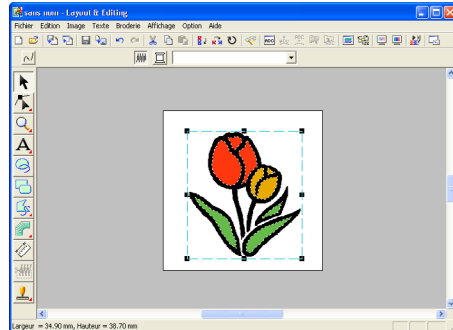 sans nom - Layout & Editing
Fichier Edition Image Texte Broderie Affichage Option Aide
A
Largeur = 34.90 mm, Hauteur = 38.70 mm